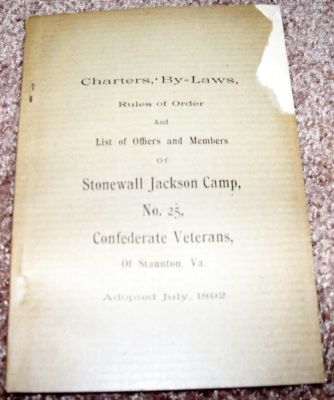 Charters, By-Laws,
Rules of Order
And
List of Offiers and Members
Of
Stonewall Jackson Camp,
No. 25,
Confederate Veterans,
Of Staunton, Va.
Adopted July, 1892.